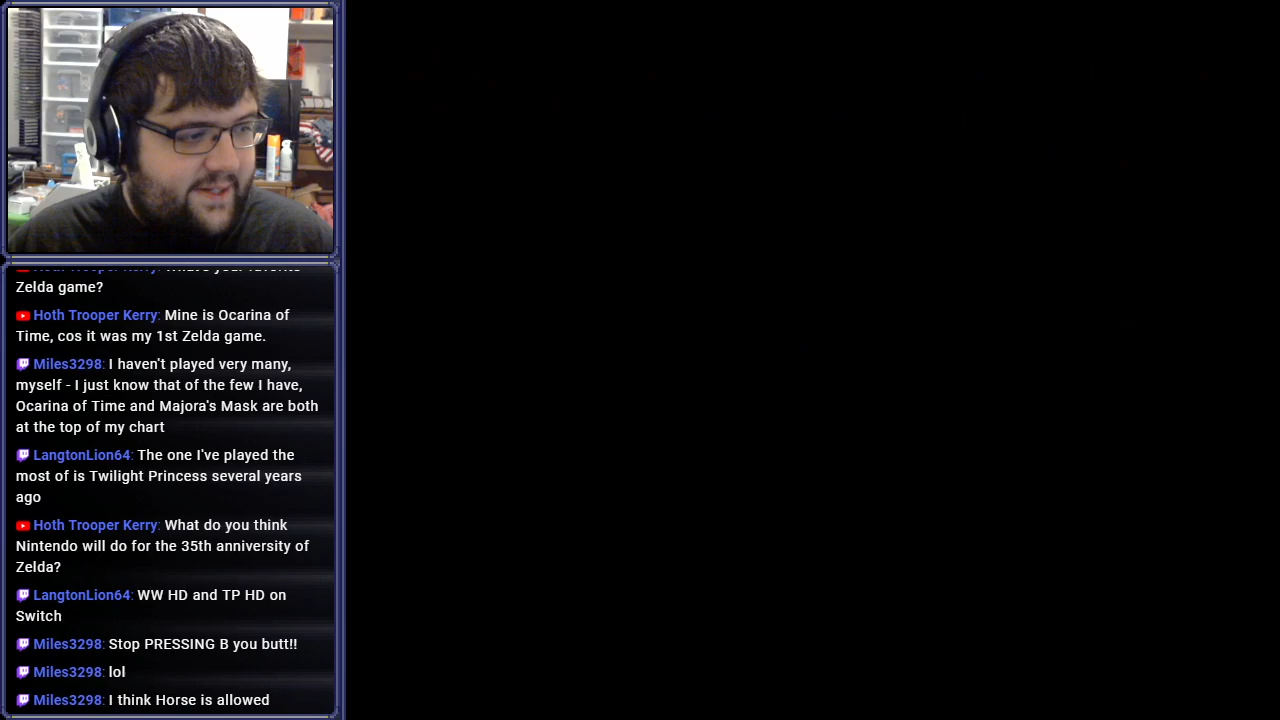 Zelda game?
Hoth Trooper Kerry: Mine is Ocarina of
Time, cos it was my 1st Zelda game.
Miles3298: I haven't played very many,
myself - I just know that of the few I have,
Ocarina of Time and Majora's Mask are both
at the top of my chart
LangtonLion64: The one I've played the
most of is Twilight Princess several years
ago
Hoth Trooper Kerry: What do you think
Nintendo will do for the 35th anniversity of
Zelda?
LangtonLion64: WW HD and TP HD on
Switch
Miles3298: Stop PRESSING B you butt!!
Miles3298: lol
Miles3298: I think Horse is allowed